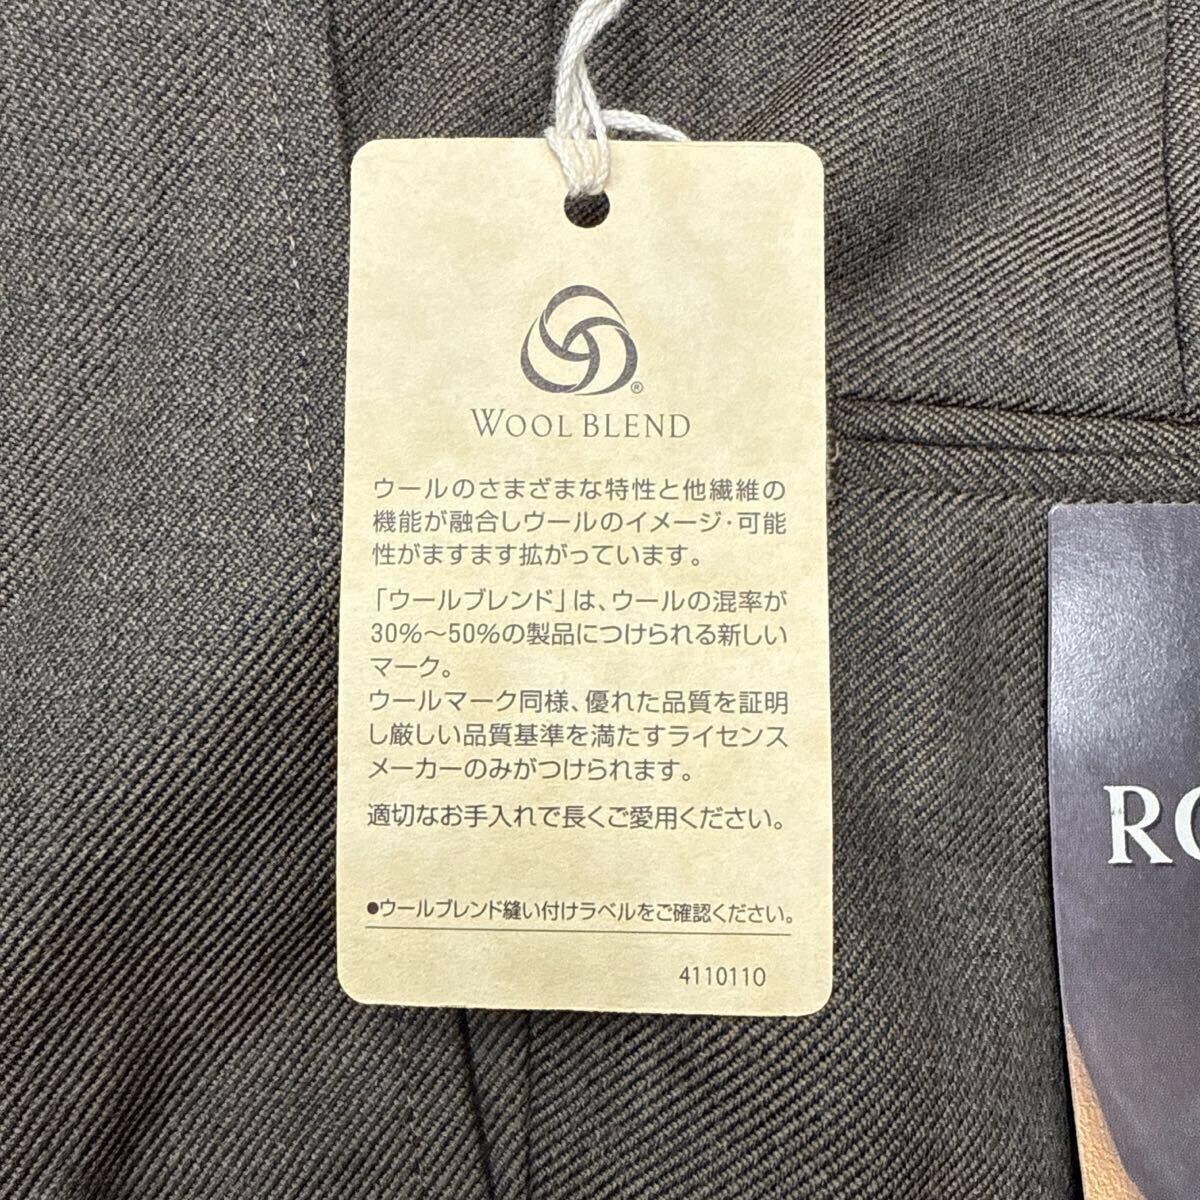 ®
WOOL BLEND
ウールのさまざまな特性と他繊維の
機能が融合しウールのイメージ・可能
性がますます拡がっています。
「ウールブレンド」は、ウールの混率が
30%～50%の製品につけられる新しい
マーク。
ウールマーク同様、優れた品質を証明
し厳しい品質基準を満たすライセンス
メーカーのみがつけられます。
適切なお手入れで長くご愛用ください。
●ウールブレンド縫い付けラベルをご確認ください。
4110110